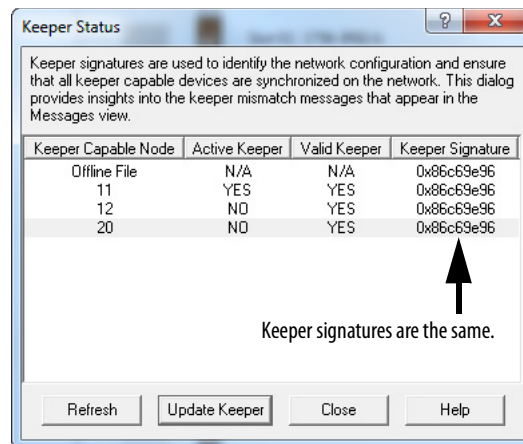 Keeper Status
?
X
Keeper signatures are used to identify the network configuration and ensure
that all keeper capable devices are synchronized on the network. This dialog
provides insights into the keeper mismatch messages that appear in the
Messages view.
Keeper Capable Node Active Keeper Valid Keeper Keeper Signature
Offline File N/A N/A 0x86c69e96
11 YES YES 0x86c69e96
12 NO YES 0x86c69e96
20 NO YES 0x86c69e96
Keeper signatures are the same.
Refresh Update Keeper Close Help